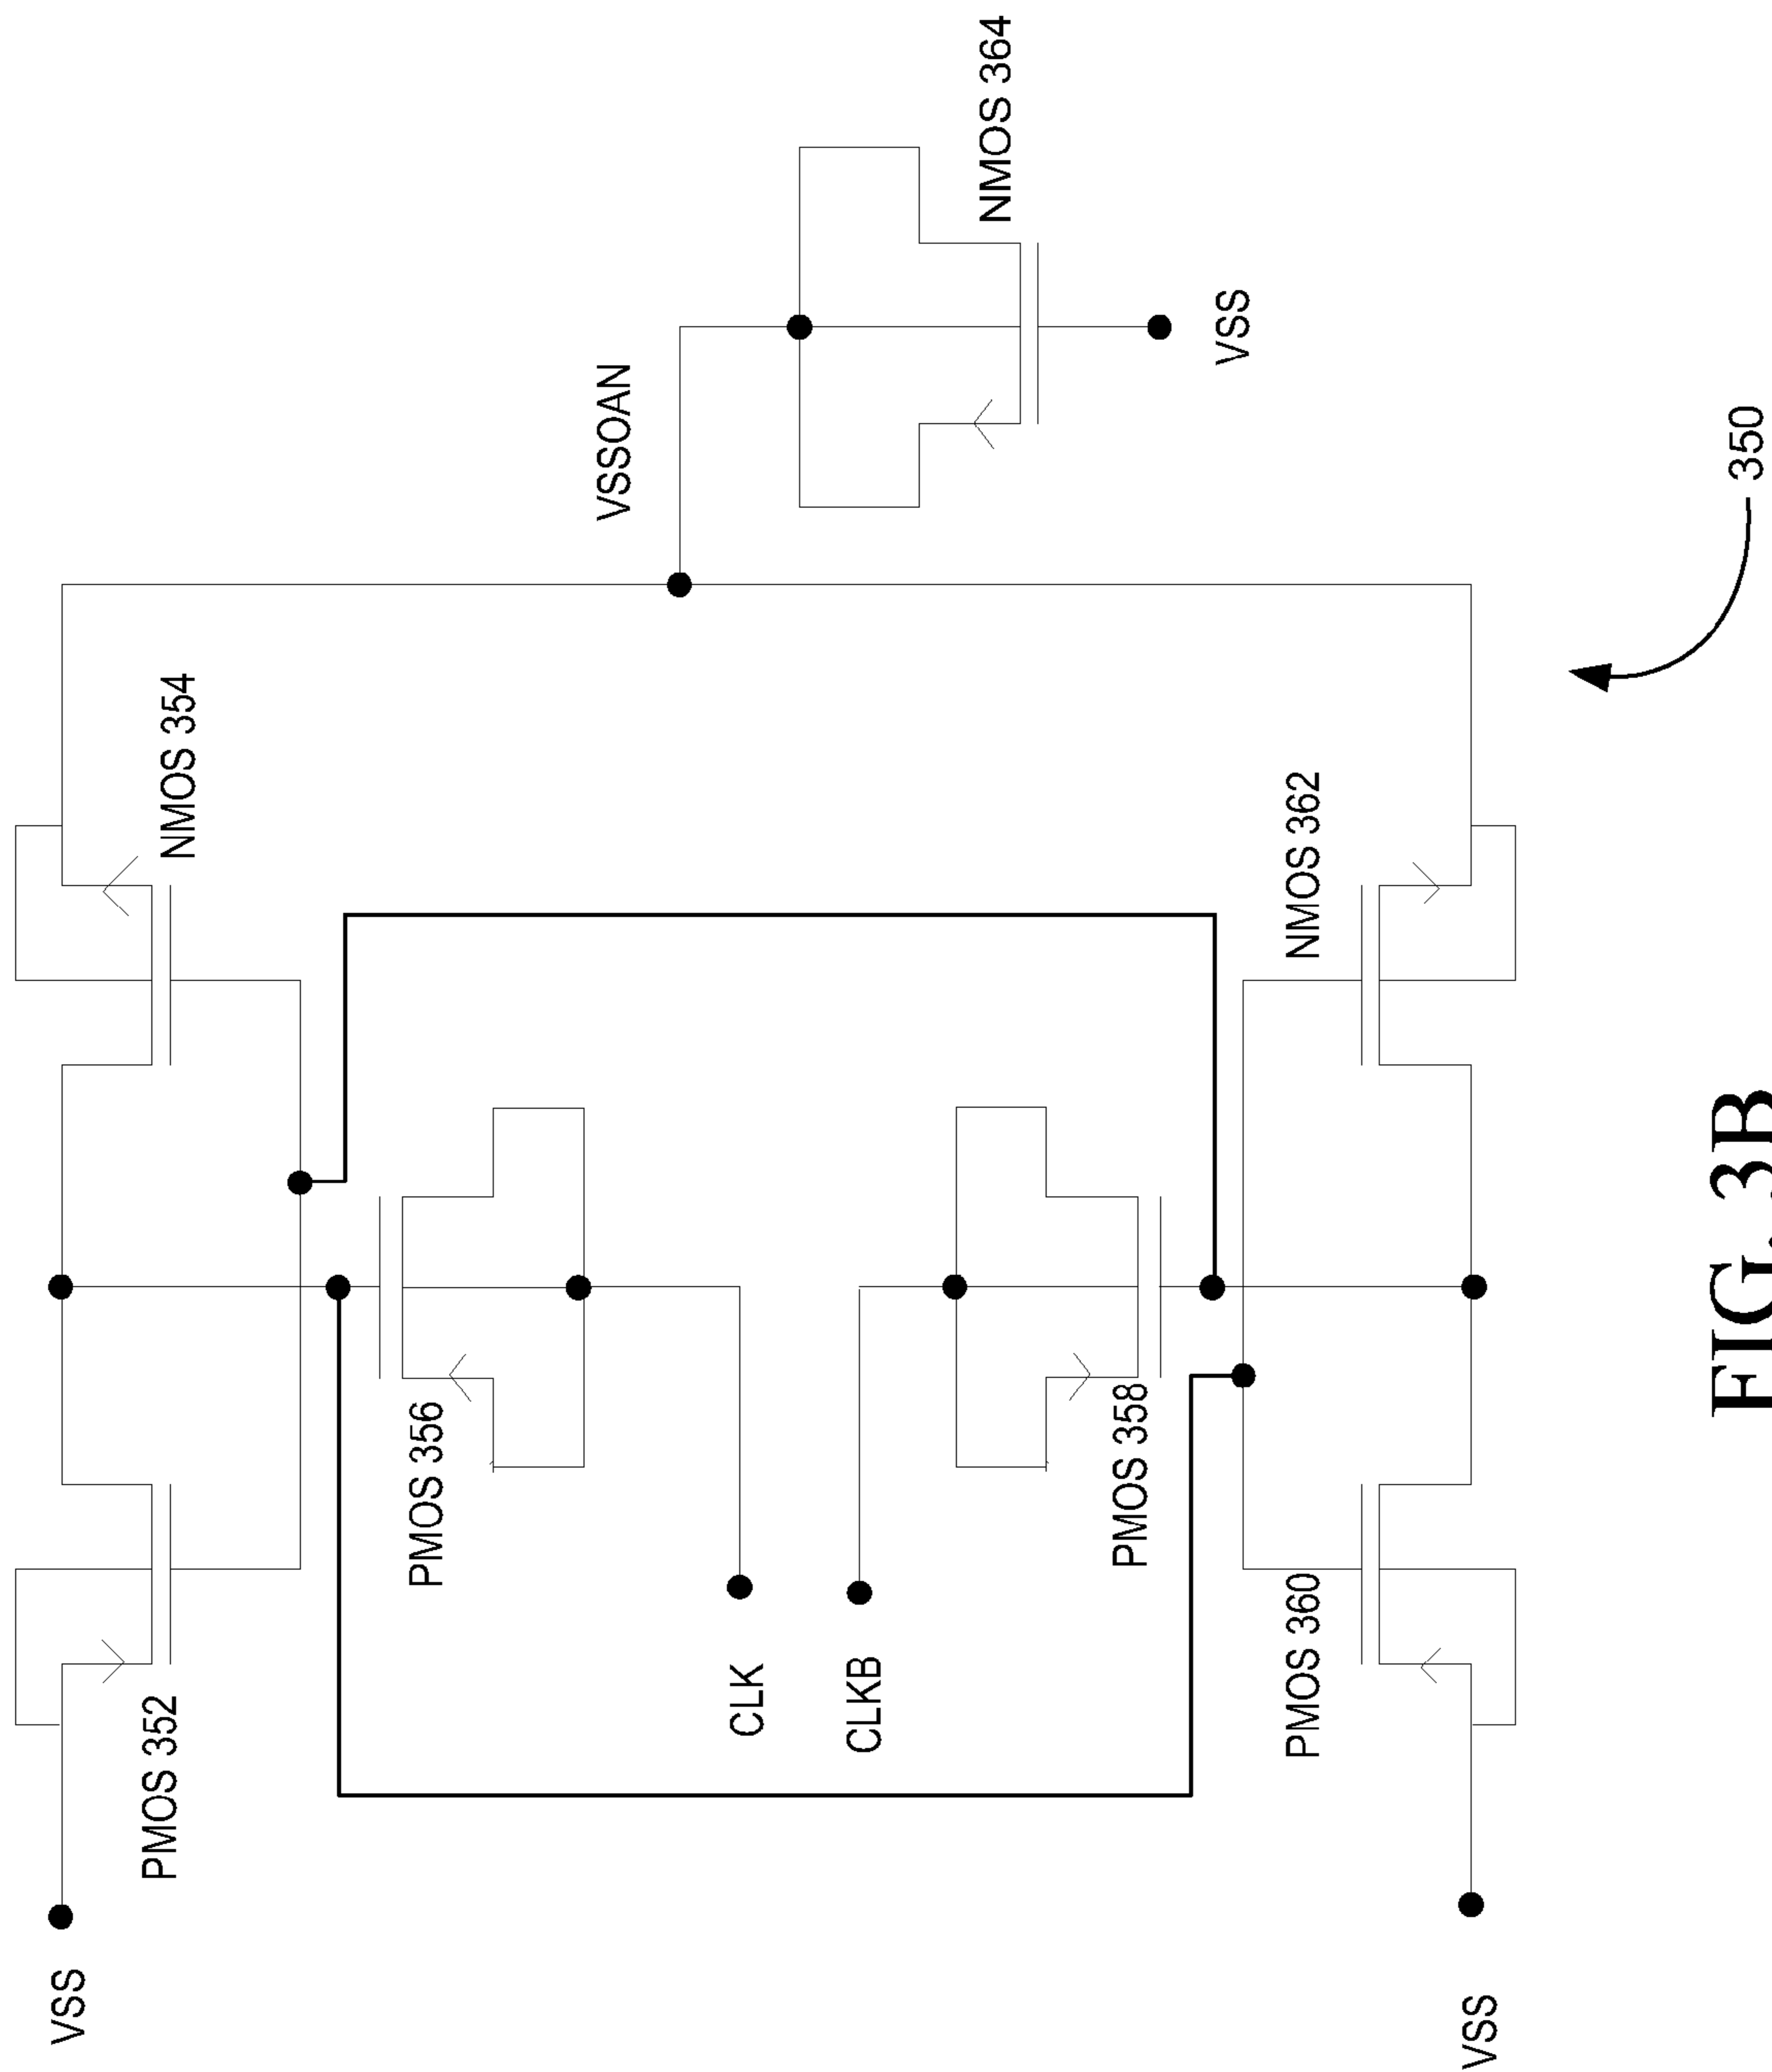 VSS
PMOS 352
NMOS 354
PMOS 356
CLK
VSSOAN
NMOS 364
CLKB
PMOS 358
VSS
PMOS 360
NMOS 362
VSS
350
FIG. 3B